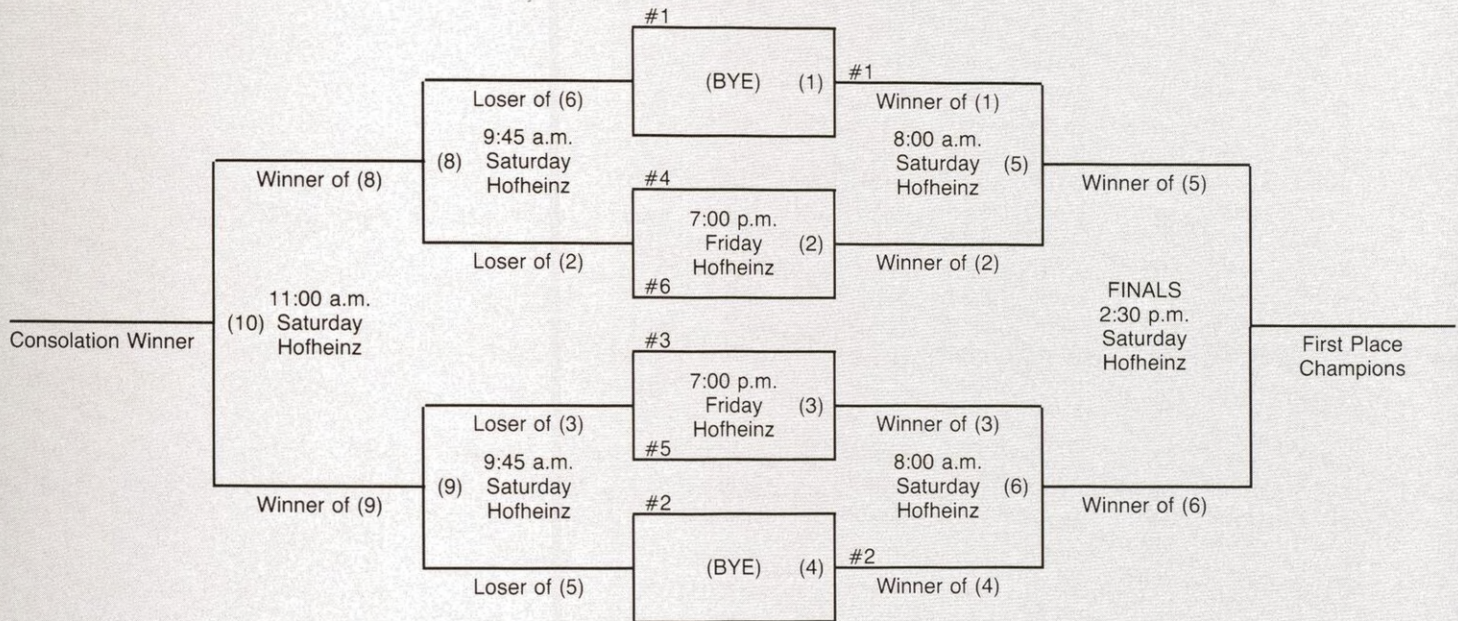 #1
(BYE) (1)
#1
Loser of (6)
Winner of (1)
9:45 a.m.
Saturday
Hofheinz
(8)
8:00 a.m.
Saturday
Hofheinz
(5)
Winner of (8)
Winner of (5)
#4
7:00 p.m.
Friday
Hofheinz
(2)
#6
Loser of (2)
Winner of (2)
11:00 a.m.
(10) Saturday
Hofheinz
Consolation Winner
FINALS
2:30 p.m.
Saturday
Hofheinz
First Place
Champions
#3
7:00 p.m.
Friday
Hofheinz
(3)
#5
Loser of (3)
Winner of (3)
9:45 a.m.
Saturday
Hofheinz
(9)
8:00 a.m.
Saturday
Hofheinz
(6)
Winner of (9)
Winner of (6)
#2
(BYE) (4)
#2
Loser of (5)
Winner of (4)